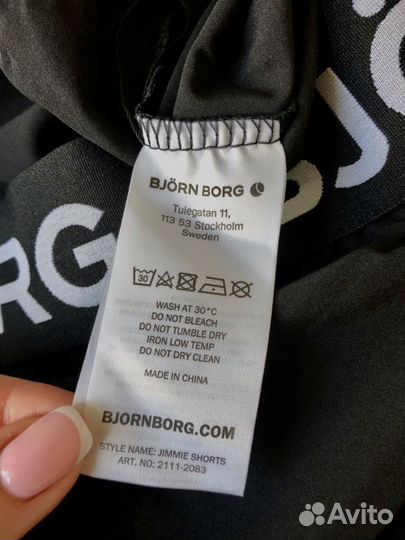 BJÖRN BORG
Tulegatan 11,
113 53 Stockholm
Sweden
30
WASH AT 30°C
DO NOT BLEACH
DO NOT TUMBLE DRY
IRON LOW TEMP
DO NOT DRY CLEAN
MADE IN CHINA
BJORNBORG.COM
STYLE NAME: JIMMIE SHORTS
ART. NO: 2111-2083
RG
BJÖ
Avito